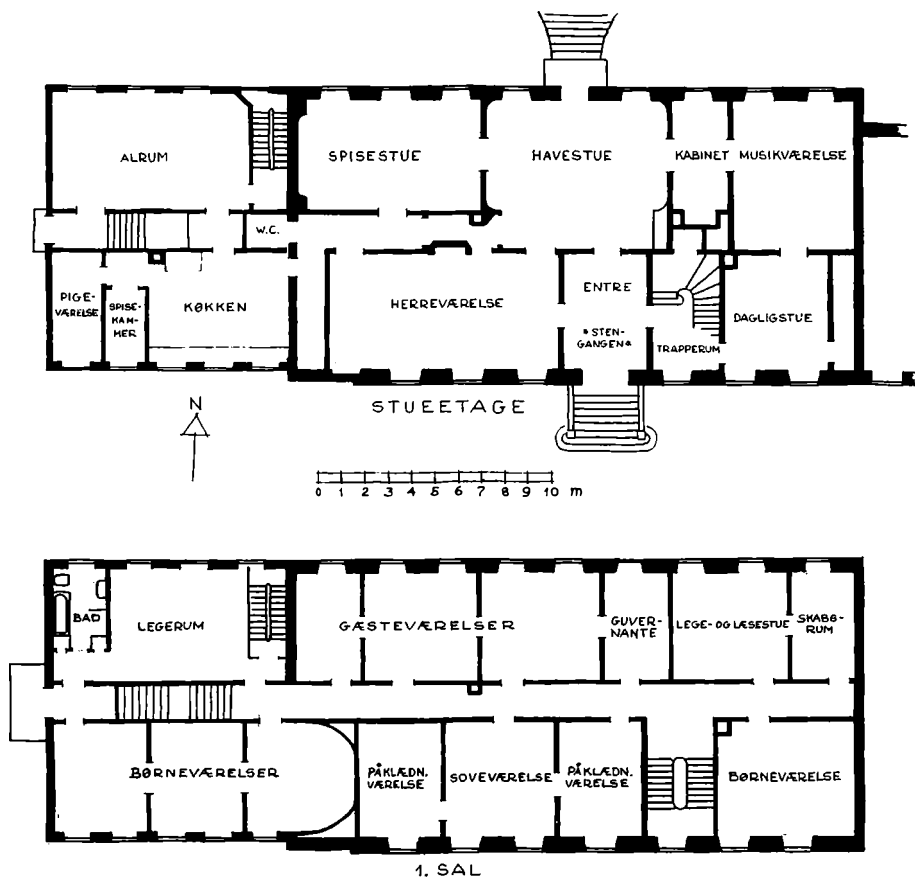 ALRUM
SPISESTUE
HAVESTUE
KABINET
MUSIKVÆRELSE
W.C.
PIGE-
VÆRELSE
SPISE-
KAM-
MER
KØKKEN
HERREVÆRELSE
ENTRE
"STEN-
GANGEN"
TRAPPERUM
DAGLIGSTUE
STUEETAGE
N
0 1 2 3 4 5 6 7 8 9 10 m
BAD
LEGERUM
GÆSTEVÆRELSER
GUVER-
NANTE
LEGE- OG LÆSESTUE
SKABS-
RUM
BØRNEVÆRELSER
PÅKLÆDN.
VÆRELSE
SOVEVÆRELSE
PÅKLÆDN.
VÆRELSE
BØRNEVÆRELSE
1. SAL